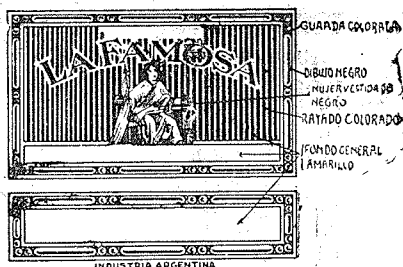 LA FAMOSA
GUARDA COLORADA
DIBUJO NEGRO
MUJER VESTIDA DE
NEGRO
RAYADO COLORADO
FONDO GENERAL
AMARILLO
INDUSTRIA ARGENTINA